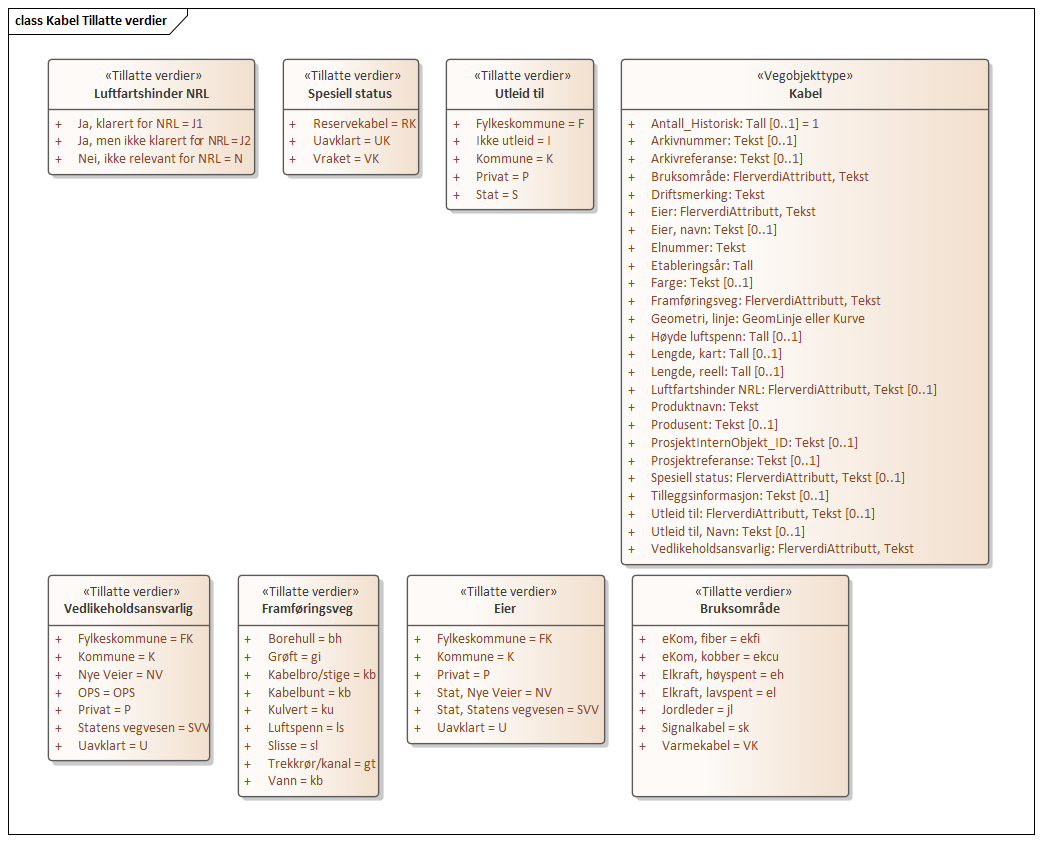 class Kabel Tillatte verdier
«Tillatte verdier»
Luftfartshinder NRL
+ Ja, klarert for NRL = J1
+ Ja, men ikke klarert for NRL = J2
+ Nei, ikke relevant for NRL = N
«Tillatte verdier»
Spesiell status
+ Reservekabel = RK
+ Uavklart = UK
+ Vraket = VK
«Tillatte verdier»
Utleid til
+ Fylkeskommune = F
+ Ikke utleid = I
+ Kommune = K
+ Privat = P
+ Stat = S
«Vegobjekttype»
Kabel
+ Antall_Historisk: Tall [0..1] = 1
+ Arkivnummer: Tekst [0..1]
+ Arkivreferanse: Tekst [0..1]
+ Bruksområde: FlerverdiAttributt, Tekst
+ Driftsmerking: Tekst
+ Eier: FlerverdiAttributt, Tekst
+ Eier, navn: Tekst [0..1]
+ Elnummer: Tekst
+ Etableringsår: Tall
+ Farge: Tekst [0..1]
+ Framføringsveg: FlerverdiAttributt, Tekst
+ Geometri, linje: GeomLinje eller Kurve
+ Høyde luftspenn: Tall [0..1]
+ Lengde, kart: Tall [0..1]
+ Lengde, reell: Tall [0..1]
+ Luftfartshinder NRL: FlerverdiAttributt, Tekst [0..1]
+ Produktnavn: Tekst
+ Produsent: Tekst [0..1]
+ ProsjektInternObjekt_ID: Tekst [0..1]
+ Prosjektreferanse: Tekst [0..1]
+ Spesiell status: FlerverdiAttributt, Tekst [0..1]
+ Tilleggsinformasjon: Tekst [0..1]
+ Utleid til: FlerverdiAttributt, Tekst [0..1]
+ Utleid til, Navn: Tekst [0..1]
+ Vedlikeholdsansvarlig: FlerverdiAttributt, Tekst
«Tillatte verdier»
Vedlikeholdsansvarlig
+ Fylkeskommune = FK
+ Kommune = K
+ Nye Veier = NV
+ OPS = OPS
+ Privat = P
+ Statens vegvesen = SVV
+ Uavklart = U
«Tillatte verdier»
Framføringsveg
+ Borehull = bh
+ Grøft = gi
+ Kabelbro/stige = kb
+ Kabelbunt = kb
+ Kulvert = ku
+ Luftspenn = ls
+ Slisse = sl
+ Trekkrør/kanal = gt
+ Vann = kb
«Tillatte verdier»
Eier
+ Fylkeskommune = FK
+ Kommune = K
+ Privat = P
+ Stat, Nye Veier = NV
+ Stat, Statens vegvesen = SVV
+ Uavklart = U
«Tillatte verdier»
Bruksområde
+ eKom, fiber = ekfi
+ eKom, kobber = ekcu
+ Elkraft, høyspent = eh
+ Elkraft, lavspent = el
+ Jordleder = jl
+ Signalkabel = sk
+ Varmekabel = VK